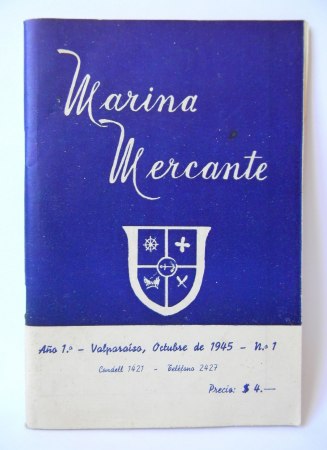 Marina
Mercante
Año 1.º - Valparaíso, Octubre de 1945 - N.º 1
Condell 1421 - Teléfono 2427
Precio: $ 4.—